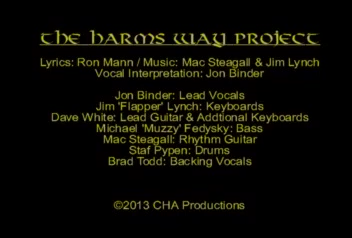 THE HARMS WAY PROJECT
Lyrics: Ron Mann / Music: Mac Steagall & Jim Lynch
Vocal Interpretation: Jon Binder
Jon Binder: Lead Vocals
Jim 'Flapper' Lynch: Keyboards
Dave White: Lead Guitar & Addtional Keyboards
Michael 'Muzzy' Fedysky: Bass
Mac Steagall: Rhythm Guitar
Staf Pypen: Drums
Brad Todd: Backing Vocals
©2013 CHA Productions